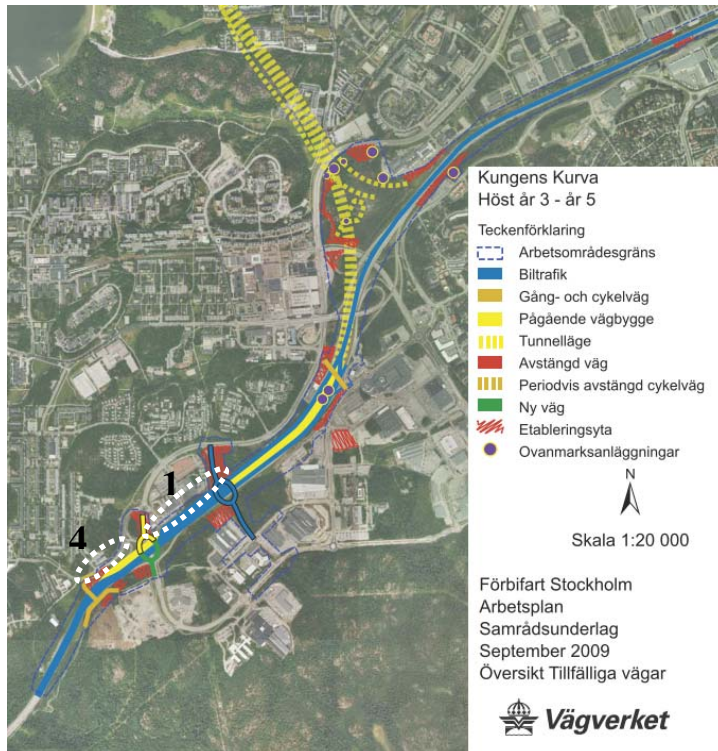 Kungens Kurva
Höst år 3 - år 5
Teckenförklaring
Arbetsområdesgräns
Biltrafik
Gång- och cykelväg
Pågående vägbygge
Tunnelläge
Avstängd väg
Periodvis avstängd cykelväg
Ny väg
Etableringsyta
Ovanmarksanläggningar
N
Skala 1:20 000
Förbifart Stockholm
Arbetsplan
Samrådsunderlag
September 2009
Översikt Tillfälliga vägar
Vägverket
1
4